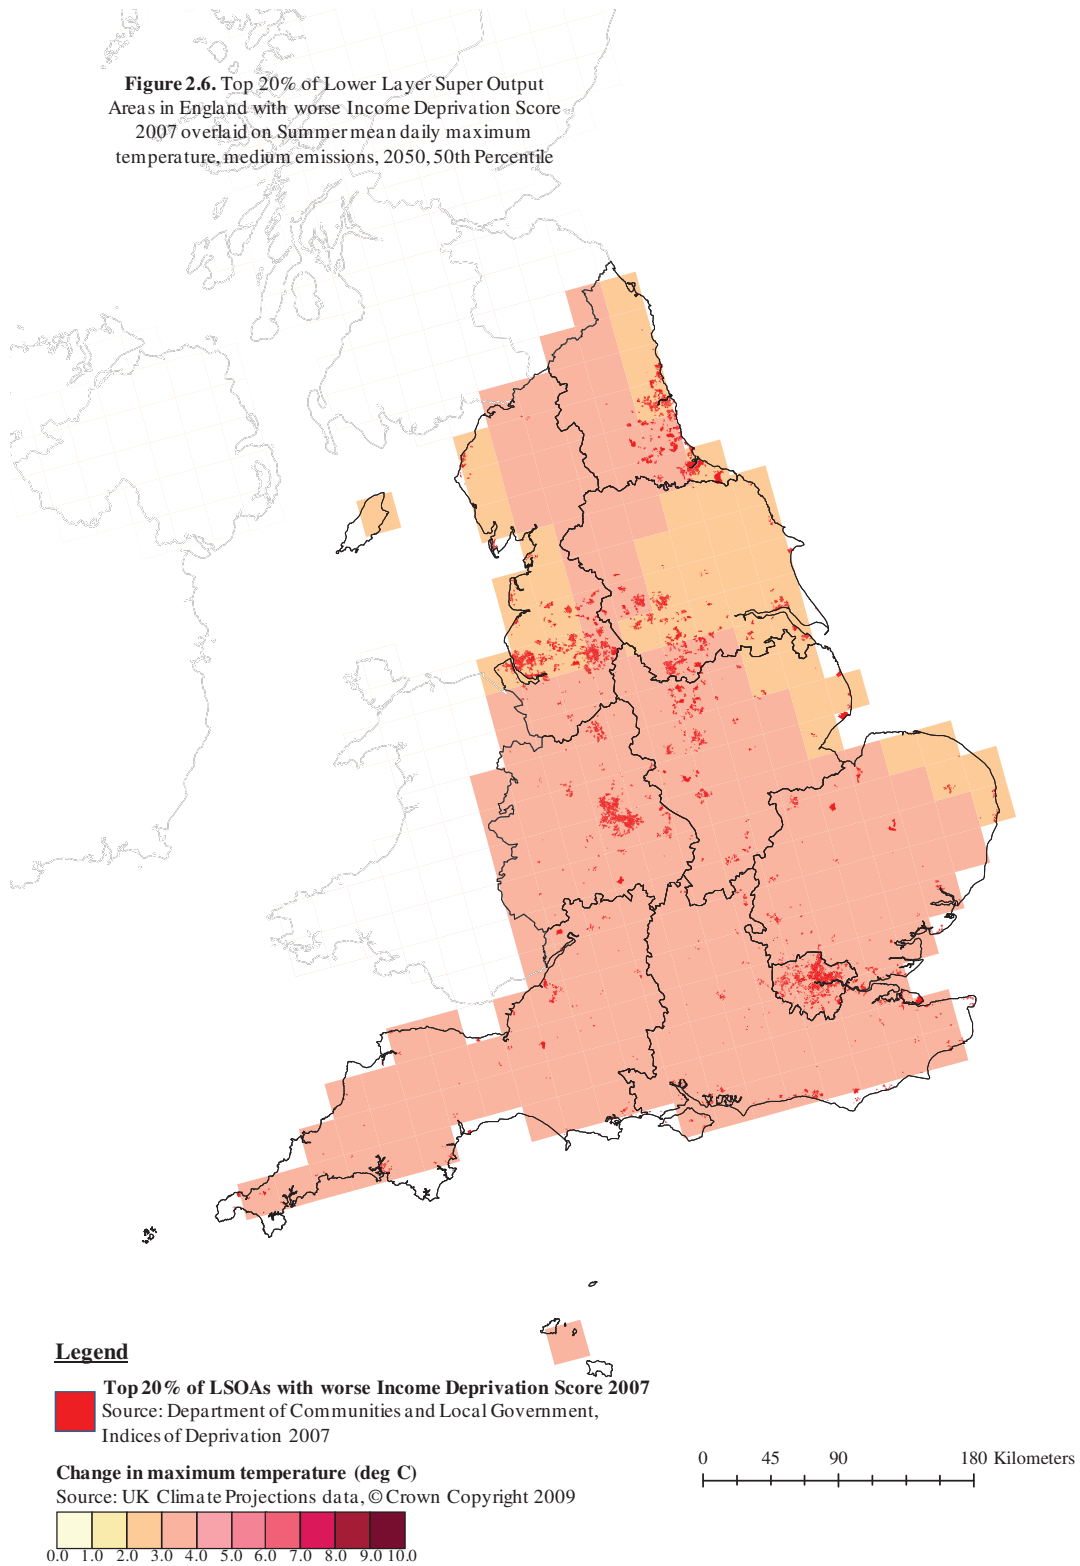 Figure 2.6. Top 20% of Lower Layer Super Output
Areas in England with worse Income Deprivation Score
2007 overlaid on Summer mean daily maximum
temperature, medium emissions, 2050, 50th Percentile
Legend
Top 20% of LSOAs with worse Income Deprivation Score 2007
Source: Department of Communities and Local Government,
Indices of Deprivation 2007
0 45 90 180 Kilometers
Change in maximum temperature (deg C)
Source: UK Climate Projections data, © Crown Copyright 2009
0.0 1.0 2.0 3.0 4.0 5.0 6.0 7.0 8.0 9.0 10.0